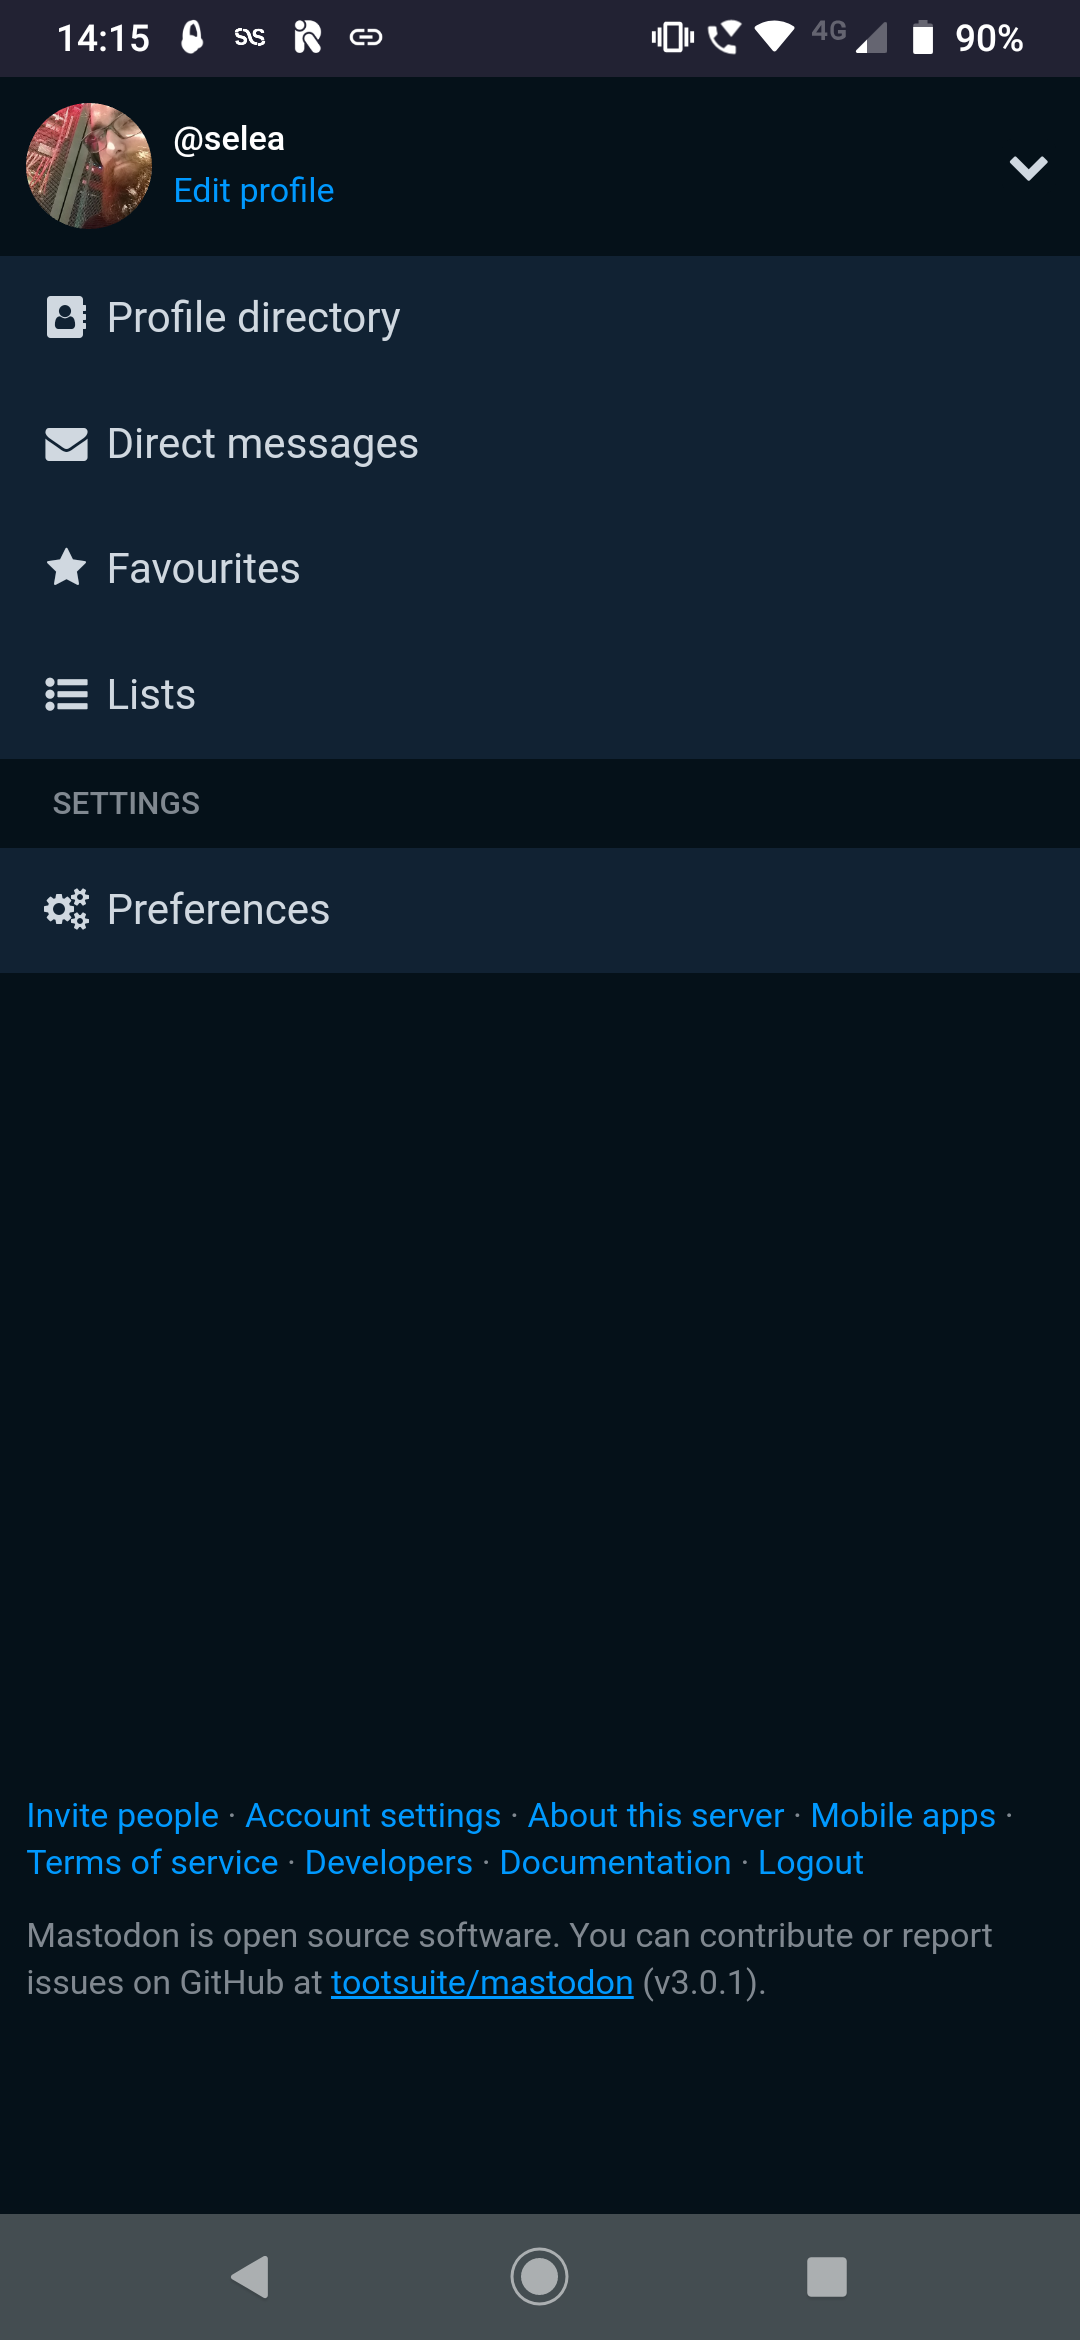 14:15 4G 90%
@selea
Edit profile
Profile directory
Direct messages
Favourites
Lists
SETTINGS
Preferences
Invite people · Account settings · About this server · Mobile apps ·
Terms of service · Developers · Documentation · Logout
Mastodon is open source software. You can contribute or report
issues on GitHub at tootsuite/mastodon (v3.0.1).